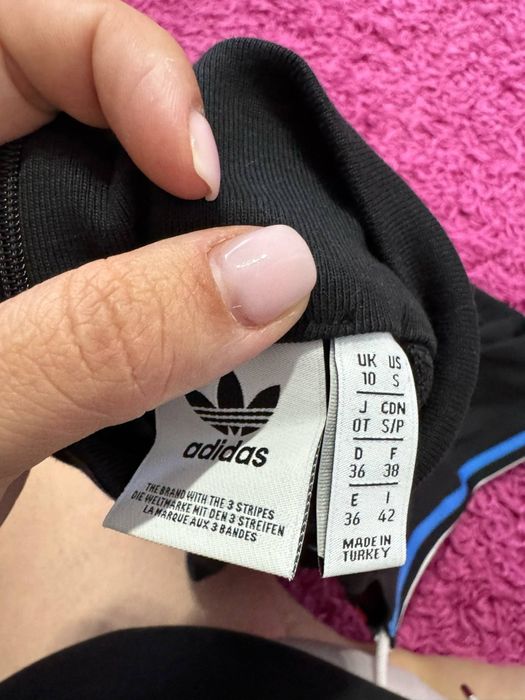 adidas
THE BRAND WITH THE 3 STRIPES
DIE WELTMARKE MIT DEN 3 STREIFEN
LA MARQUE AUX 3 BANDES
UK US
10 S
J CDN
OT S/P
D F
36 38
E I
36 42
MADE IN
TURKEY